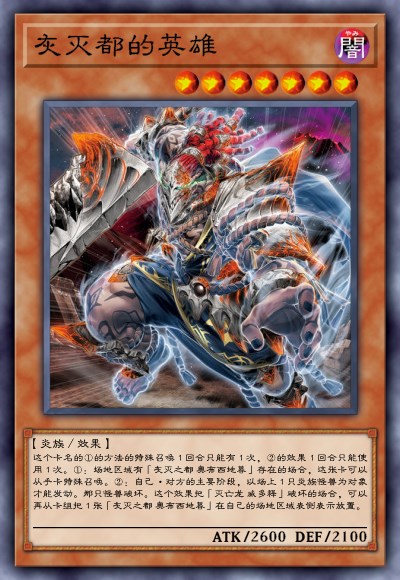 灰灭都的英雄
やみ
闇
【炎族／效果】
这个卡名的①的方法的特殊召唤1回合只能有1次，②的效果1回合只能使
用1次。①：场地区域有「灰灭之都 奥布西地暮」存在的场合，这张卡可以
从手卡特殊召唤。②：自己·对方的主要阶段，以场上1只炎族怪兽为对象
才能发动。那只怪兽破坏。这个效果把「灭亡龙 威多释」破坏的场合，可以
再从卡组把1张「灰灭之都 奥布西地暮」在自己的场地区域表侧表示放置。
ATK/2600 DEF/2100